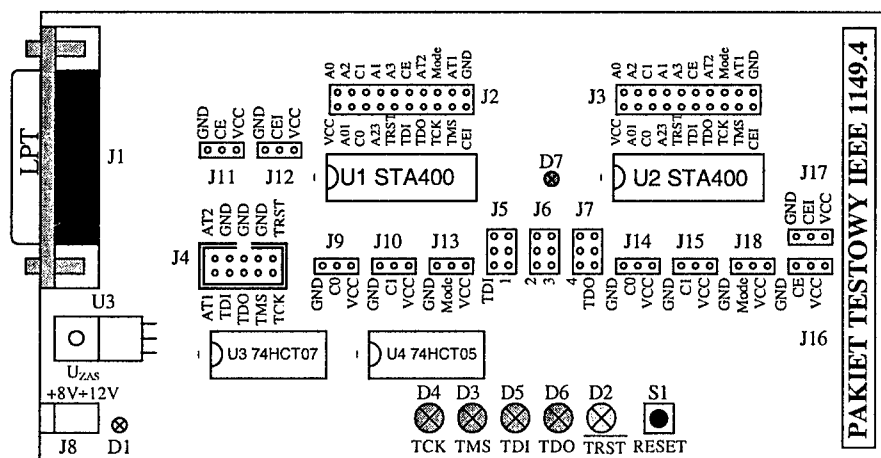 A0 A2 C1 A1 A3 CE AT2 Mode AT1 GND
J2
VCC A01 C0 A23 TRST TDI TDO TCK TMS CEI
A0 A2 C1 A1 A3 CE AT2 Mode AT1 GND
J3
VCC A01 C0 A23 TRST TDI TDO TCK TMS CEI
LPT
J1
GND CE VCC
J11
GND CEI VCC
J12
U1 STA400
D7
U2 STA400
J17
GND CEI VCC
AT2 GND GND GND TRST
J4
AT1 TDI TDO TMS TCK
J9
GND C0 VCC
J10
GND C1 VCC
J13
GND Mode VCC
J5
TDI 1
J6
2 3
J7
4 TDO
J14
GND C0 VCC
J15
GND C1 VCC
J18
GND Mode VCC
GND CE VCC
J16
U3
UZAS
+8V÷12V
J8
D1
U3 74HCT07
U4 74HCT05
D4 D3 D5 D6 D2 S1
TCK TMS TDI TDO TRST RESET
PAKIET TESTOWY IEEE 1149.4